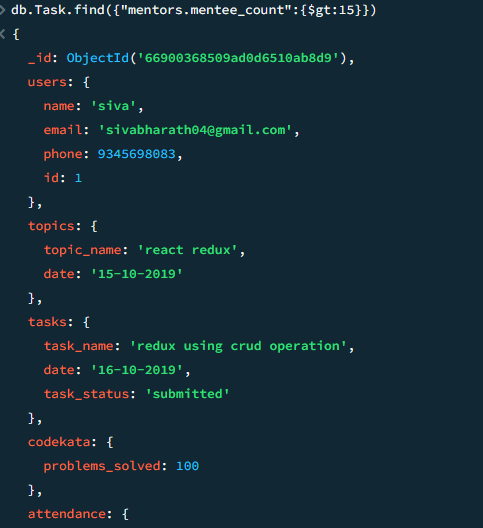 > db.Task.find({"mentors.mentee_count":{$gt:15}})
< {
_id: ObjectId('66900368509ad0d6510ab8d9'),
users: {
name: 'siva',
email: 'sivabharath04@gmail.com',
phone: 9345698083,
id: 1
},
topics: {
topic_name: 'react redux',
date: '15-10-2019'
},
tasks: {
task_name: 'redux using crud operation',
date: '16-10-2019',
task_status: 'submitted'
},
codekata: {
problems_solved: 100
},
attendance: {